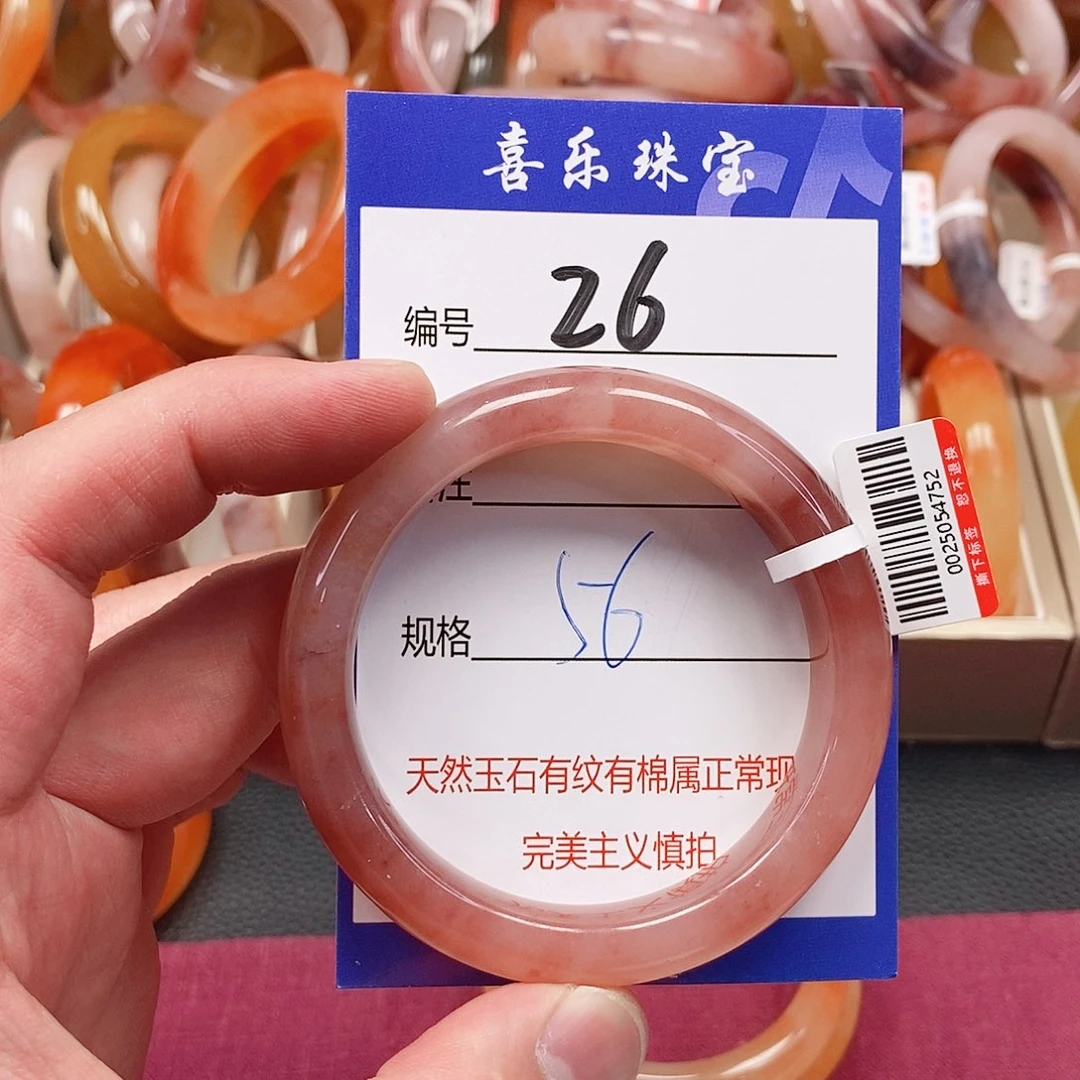 喜乐珠宝
编号 26
注
规格 56
天然玉石有纹有棉属正常现
完美主义慎拍
0025054752
撕下标签 恕不退换